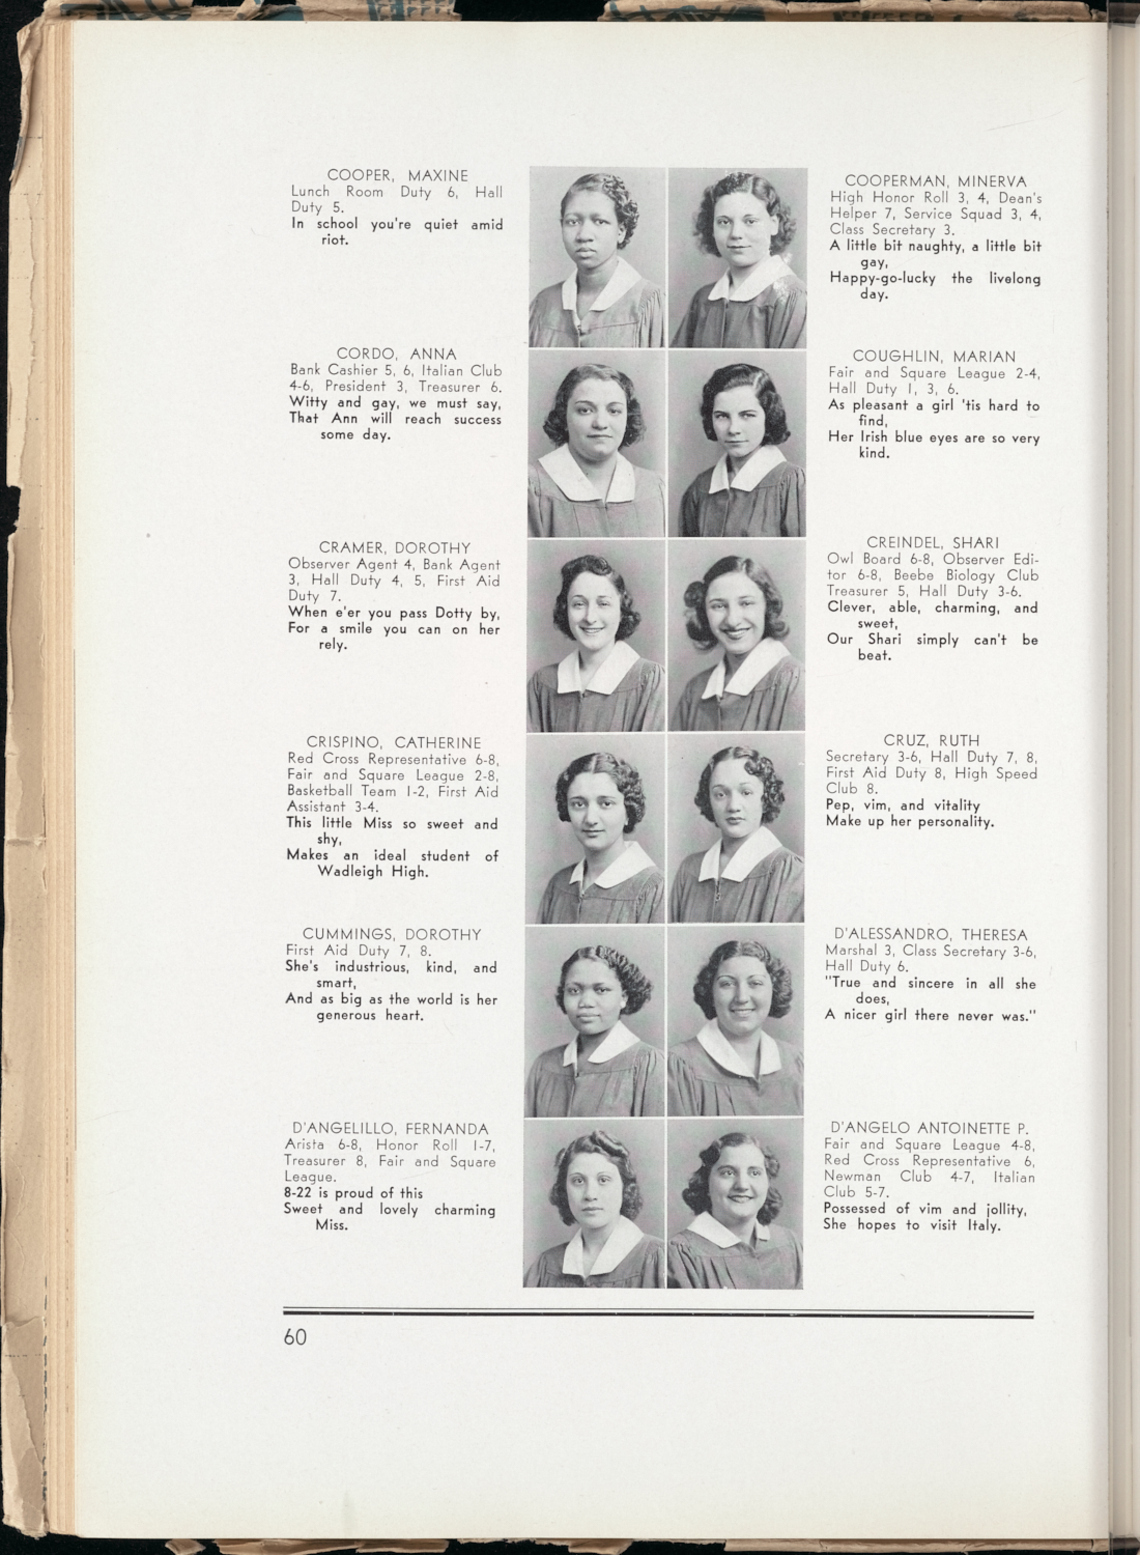 COOPER, MAXINE
Lunch Room Duty 6, Hall
Duty 5.
In school you're quiet amid
riot.
COOPERMAN, MINERVA
High Honor Roll 3, 4, Dean's
Helper 7, Service Squad 3, 4,
Class Secretary 3.
A little bit naughty, a little bit
gay,
Happy-go-lucky the livelong
day.
CORDO, ANNA
Bank Cashier 5, 6, Italian Club
4-6, President 3, Treasurer 6.
Witty and gay, we must say,
That Ann will reach success
some day.
COUGHLIN, MARIAN
Fair and Square League 2-4,
Hall Duty 1, 3, 6.
As pleasant a girl 'tis hard to
find,
Her Irish blue eyes are so very
kind.
CRAMER, DOROTHY
Observer Agent 4, Bank Agent
3, Hall Duty 4, 5, First Aid
Duty 7.
When e'er you pass Dotty by,
For a smile you can on her
rely.
CREINDEL, SHARI
Owl Board 6-8, Observer Edi-
tor 6-8, Beebe Biology Club
Treasurer 5, Hall Duty 3-6.
Clever, able, charming, and
sweet,
Our Shari simply can't be
beat.
CRISPINO, CATHERINE
Red Cross Representative 6-8,
Fair and Square League 2-8,
Basketball Team 1-2, First Aid
Assistant 3-4.
This little Miss so sweet and
shy,
Makes an ideal student of
Wadleigh High.
CRUZ, RUTH
Secretary 3-6, Hall Duty 7, 8,
First Aid Duty 8, High Speed
Club 8.
Pep, vim, and vitality
Make up her personality.
CUMMINGS, DOROTHY
First Aid Duty 7, 8.
She's industrious, kind, and
smart,
And as big as the world is her
generous heart.
D'ALESSANDRO, THERESA
Marshal 3, Class Secretary 3-6,
Hall Duty 6.
"True and sincere in all she
does,
A nicer girl there never was."
D'ANGELILLO, FERNANDA
Arista 6-8, Honor Roll 1-7,
Treasurer 8, Fair and Square
League.
8-22 is proud of this
Sweet and lovely charming
Miss.
D'ANGELO ANTOINETTE P.
Fair and Square League 4-8,
Red Cross Representative 6,
Newman Club 4-7, Italian
Club 5-7.
Possessed of vim and jollity,
She hopes to visit Italy.
60